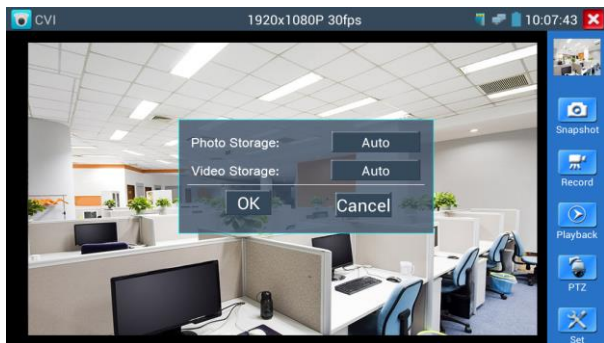 CVI 1920x1080P 30fps 10:07:43
Photo Storage: Auto
Video Storage: Auto
OK Cancel
Snapshot
Record
Playback
PTZ
Set